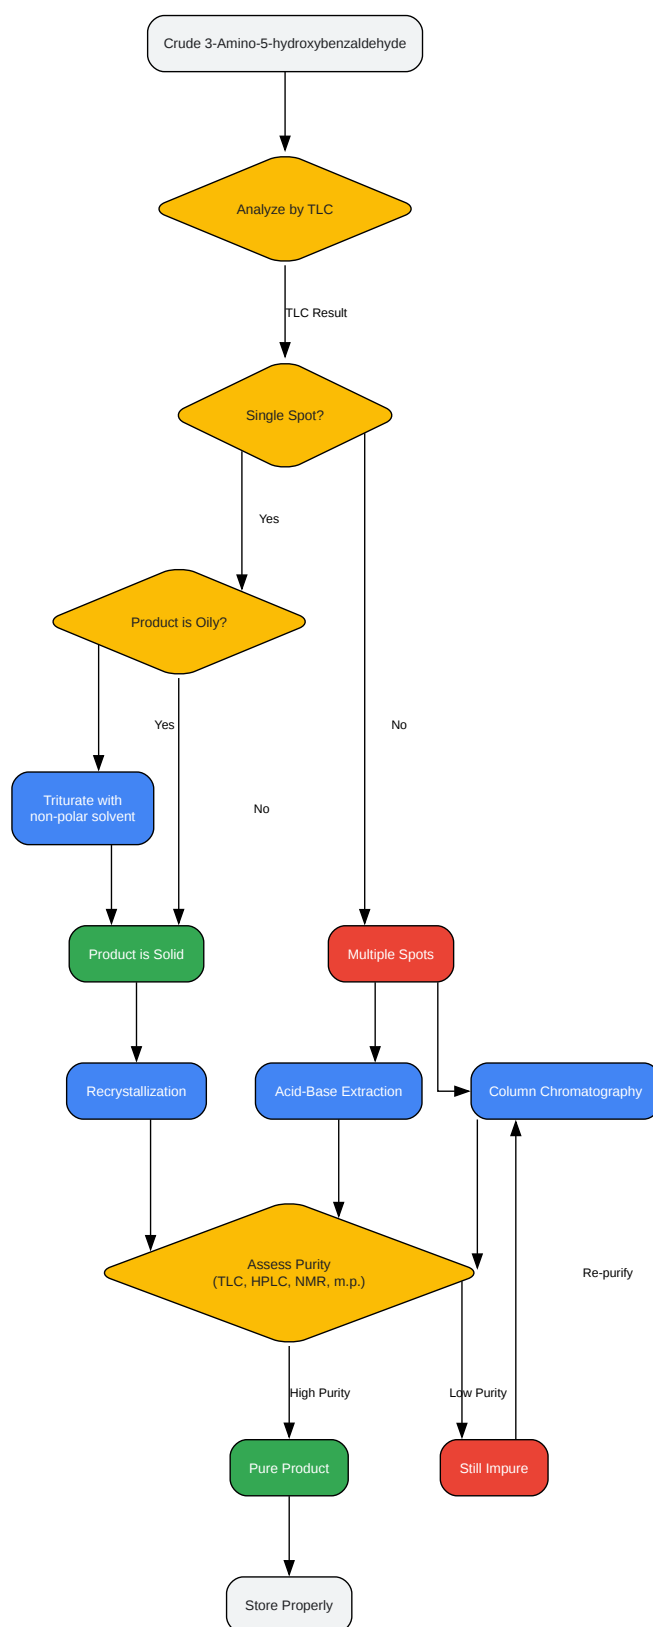 Crude 3-Amino-5-hydroxybenzaldehyde
Analyze by TLC
TLC Result
Single Spot?
Yes
Product is Oily?
Yes
No
Triturate with
non-polar solvent
No
Product is Solid
Multiple Spots
Recrystallization
Acid-Base Extraction
Column Chromatography
Assess Purity
(TLC, HPLC, NMR, m.p.)
Re-purify
High Purity
Low Purity
Pure Product
Still Impure
Store Properly